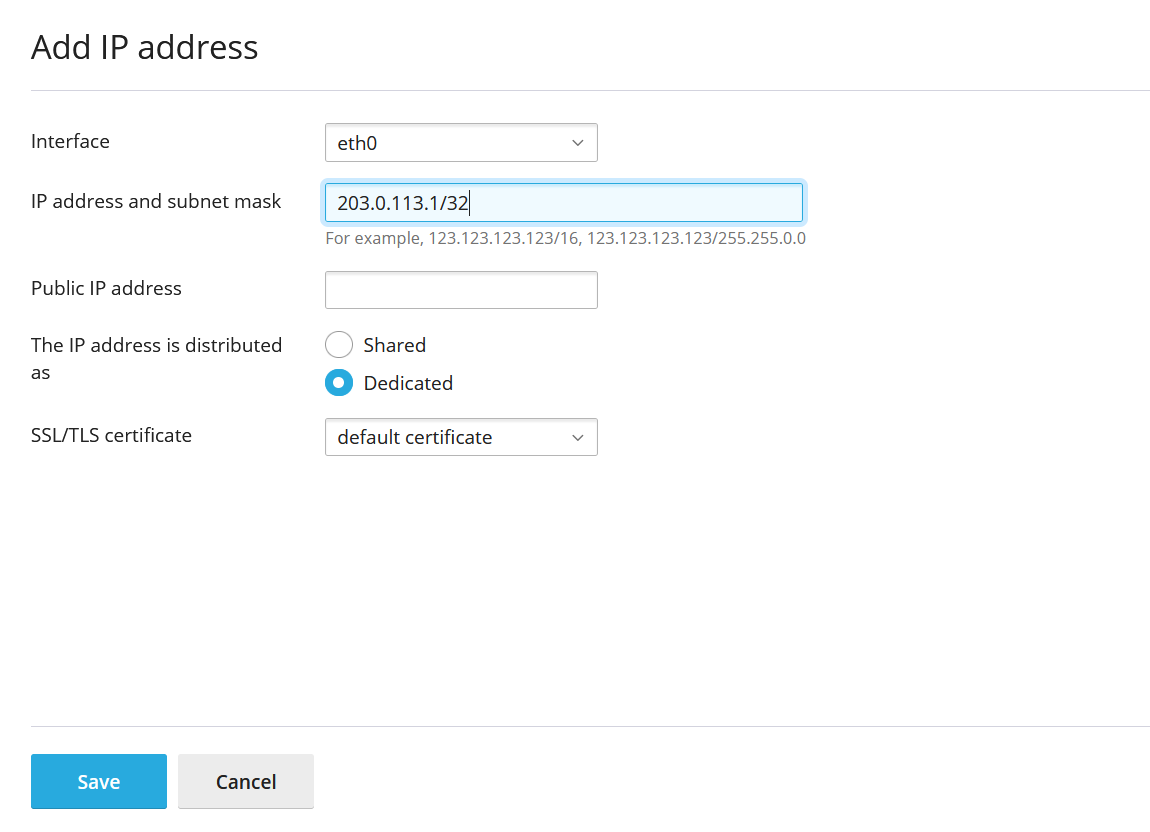 Add IP address
Interface
eth0
IP address and subnet mask
203.0.113.1/32
For example, 123.123.123.123/16, 123.123.123.123/255.255.0.0
Public IP address
The IP address is distributed
as
Shared
Dedicated
SSL/TLS certificate
default certificate
Save
Cancel